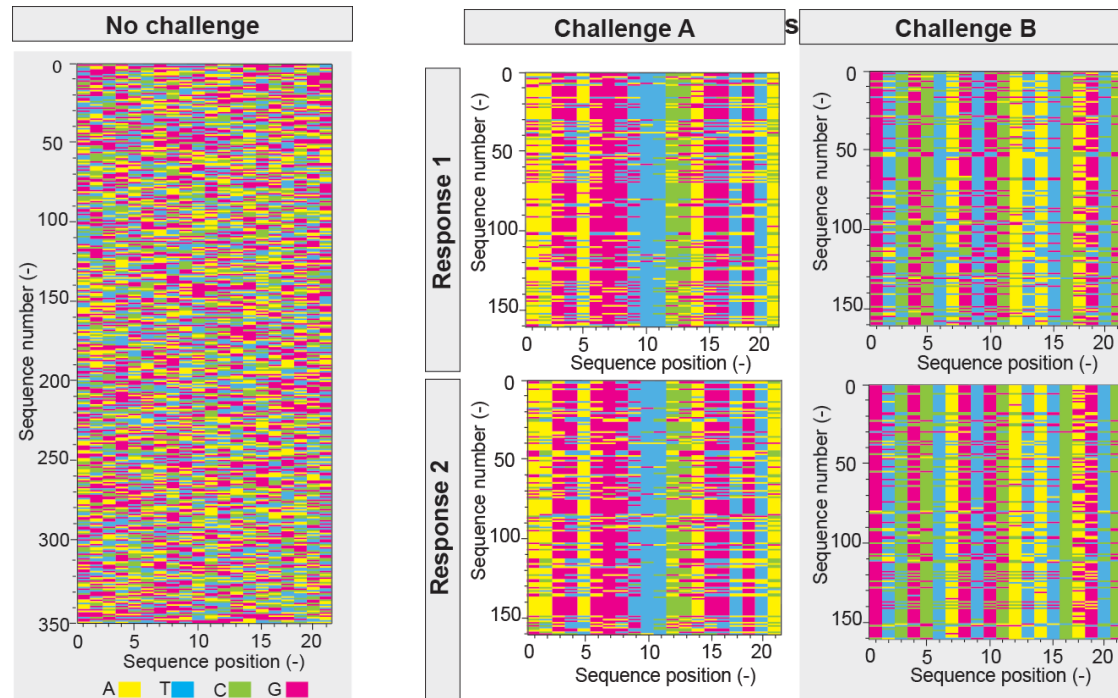 No challenge
Challenge A
s
Challenge B
0
50
100
150
200
250
300
350
Sequence number (-)
0 5 10 15 20
Sequence position (-)
A T C G
Response 1
0
50
100
150
Sequence number (-)
0 5 10 15 20
Sequence position (-)
0
50
100
150
Sequence number (-)
0 5 10 15 20
Sequence position (-)
Response 2
0
50
100
150
Sequence number (-)
0 5 10 15 20
Sequence position (-)
0
50
100
150
Sequence number (-)
0 5 10 15 20
Sequence position (-)